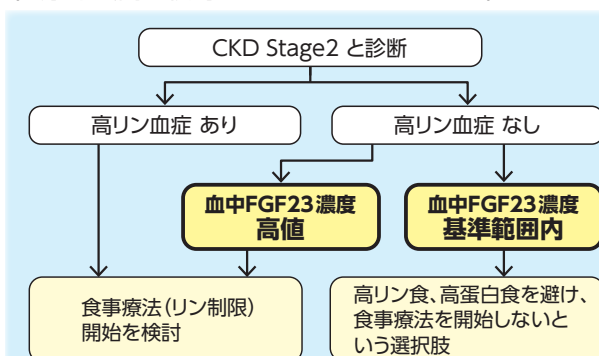 CKD Stage2 と診断
高リン血症 あり
高リン血症 なし
血中FGF23濃度
高値
血中FGF23濃度
基準範囲内
食事療法(リン制限)
開始を検討
高リン食、高蛋白食を避け、
食事療法を開始しないと
いう選択肢